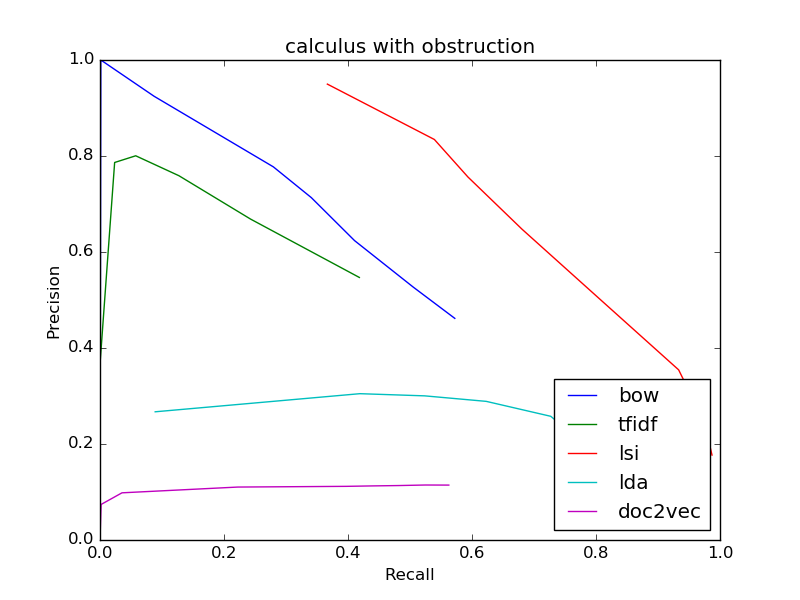 calculus with obstruction
1.0
0.8
0.6
0.4
0.2
0.0
Precision
0.0 0.2 0.4 0.6 0.8 1.0
Recall
bow
tfidf
lsi
lda
doc2vec